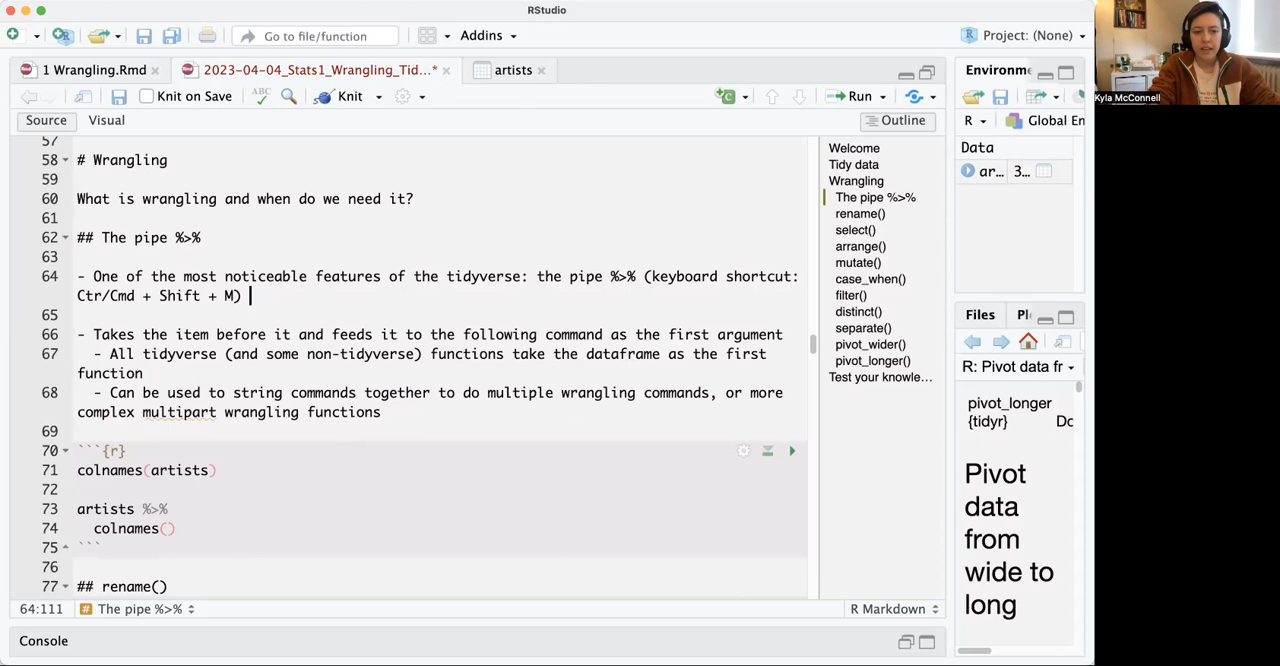 RStudio
Go to file/function
Addins
Project: (None)
Kyla McConnell
1 Wrangling.Rmd
2023-04-04_Stats1_Wrangling_Tid...*
artists
Knit on Save
ABC
Knit
Run
Source
Visual
Outline
57
58 # Wrangling
59
60 What is wrangling and when do we need it?
61
62 ## The pipe %>%
63
64 - One of the most noticeable features of the tidyverse: the pipe %>% (keyboard shortcut:
Ctr/Cmd + Shift + M)
65
66 - Takes the item before it and feeds it to the following command as the first argument
67 - All tidyverse (and some non-tidyverse) functions take the dataframe as the first
function
68 - Can be used to string commands together to do multiple wrangling commands, or more
complex multipart wrangling functions
69
70 ```{r}
71 colnames(artists)
72
73 artists %>%
74 colnames()
75 ```
76
77 ## rename()
64:111
The pipe %>%
R Markdown
Console
Welcome
Tidy data
Wrangling
The pipe %>%
rename()
select()
arrange()
mutate()
case_when()
filter()
distinct()
separate()
pivot_wider()
pivot_longer()
Test your knowle...
Environme
R
Global En
Data
ar... 3...
Files
Pl
R: Pivot data fr
pivot_longer
{tidyr}
Dc
Pivot
data
from
wide to
long